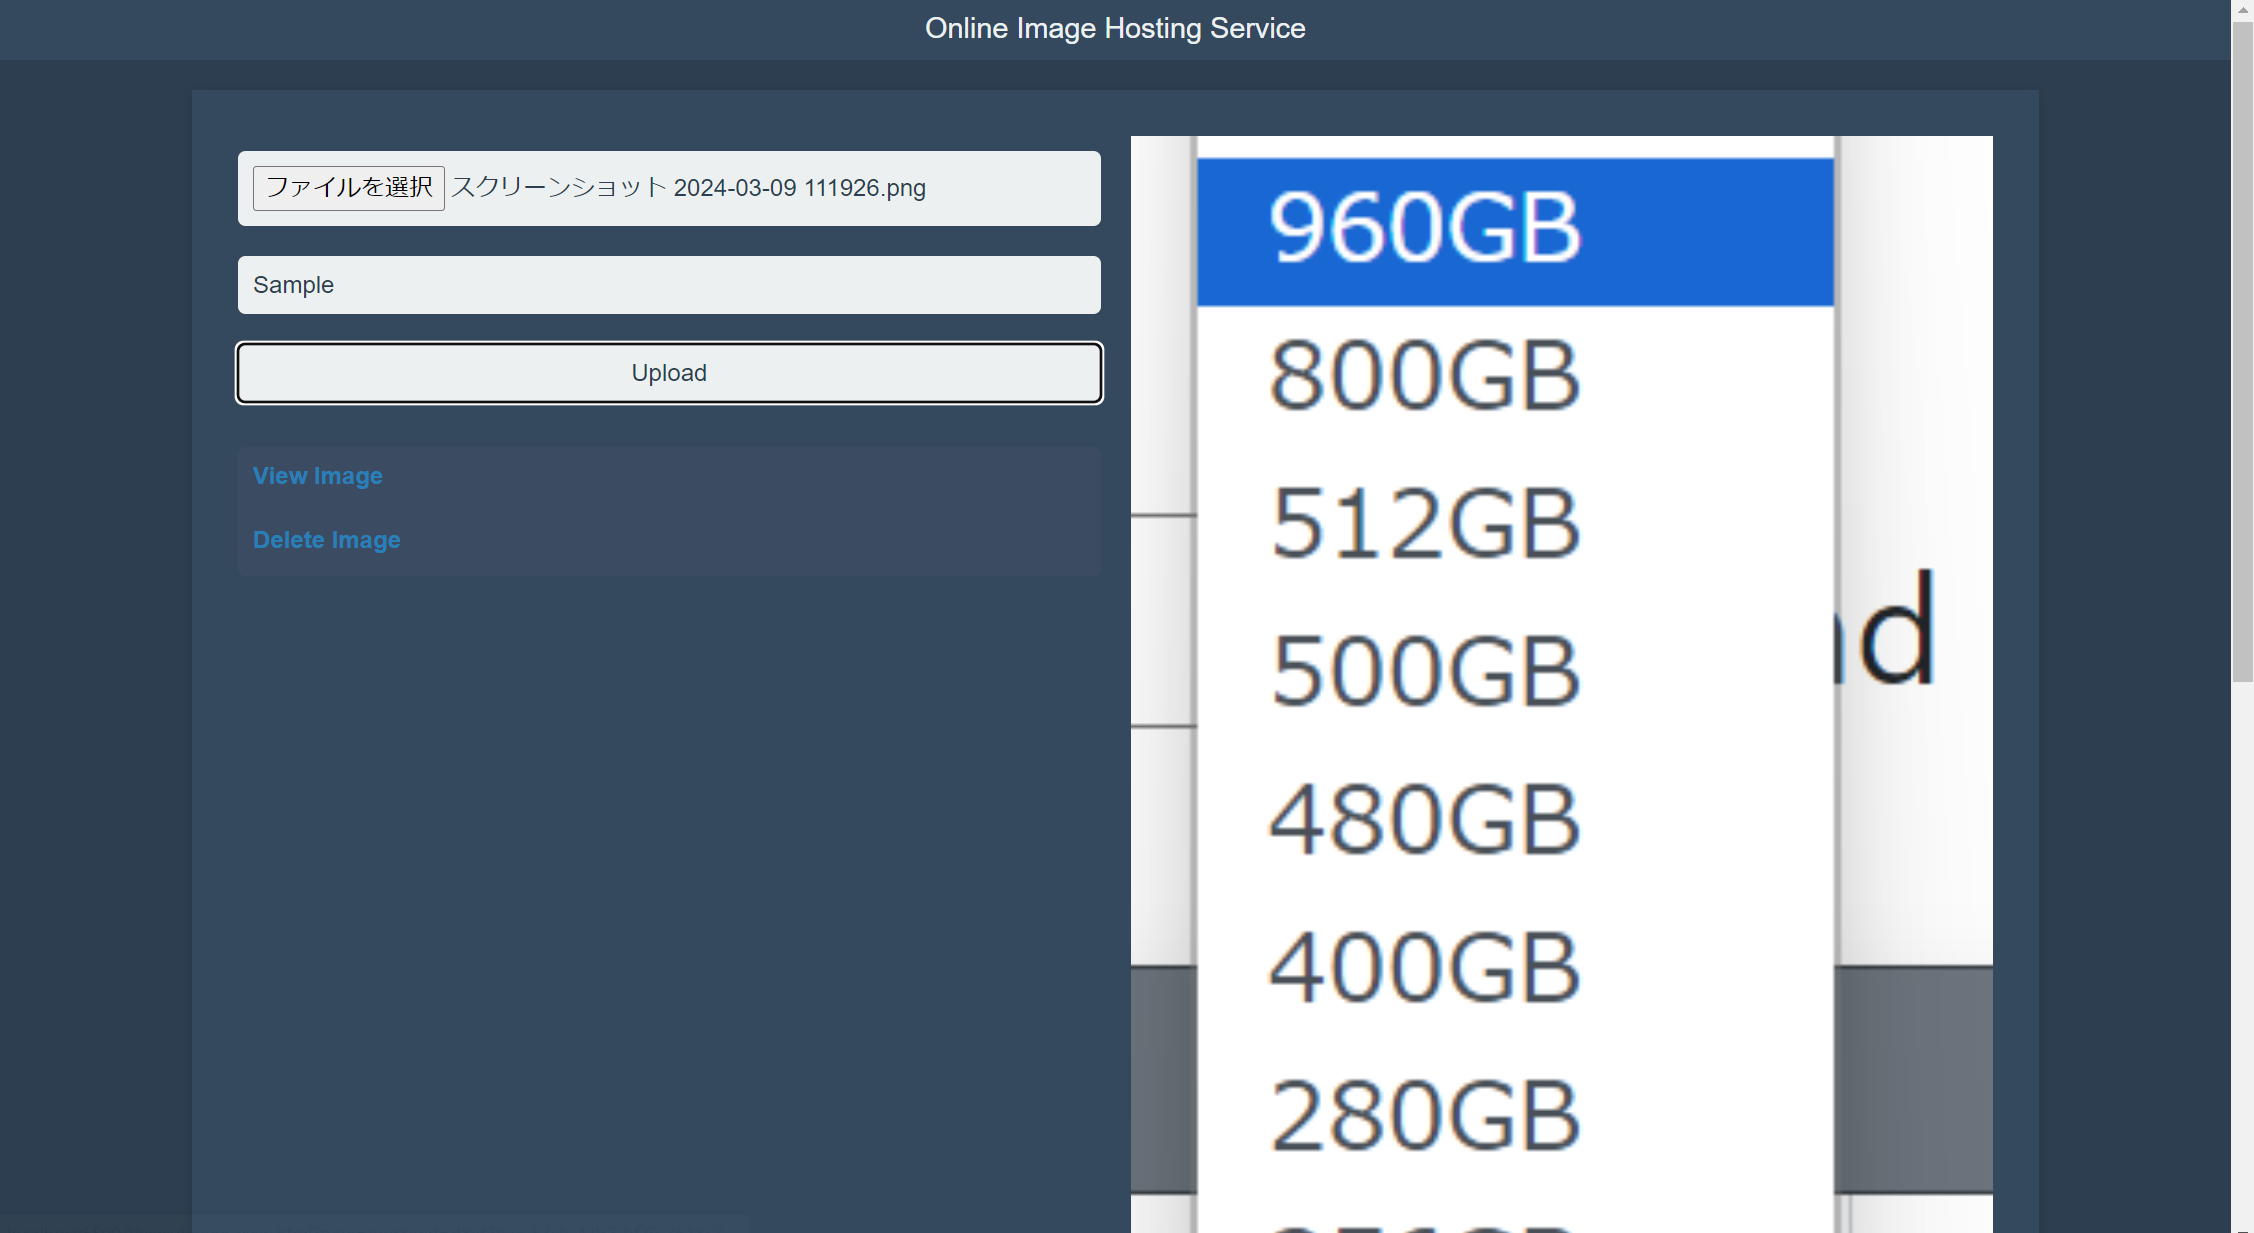 Online Image Hosting Service
ファイルを選択 スクリーンショット 2024-03-09 111926.png
Sample
Upload
View Image
Delete Image
960GB
800GB
512GB
500GB
480GB
400GB
280GB